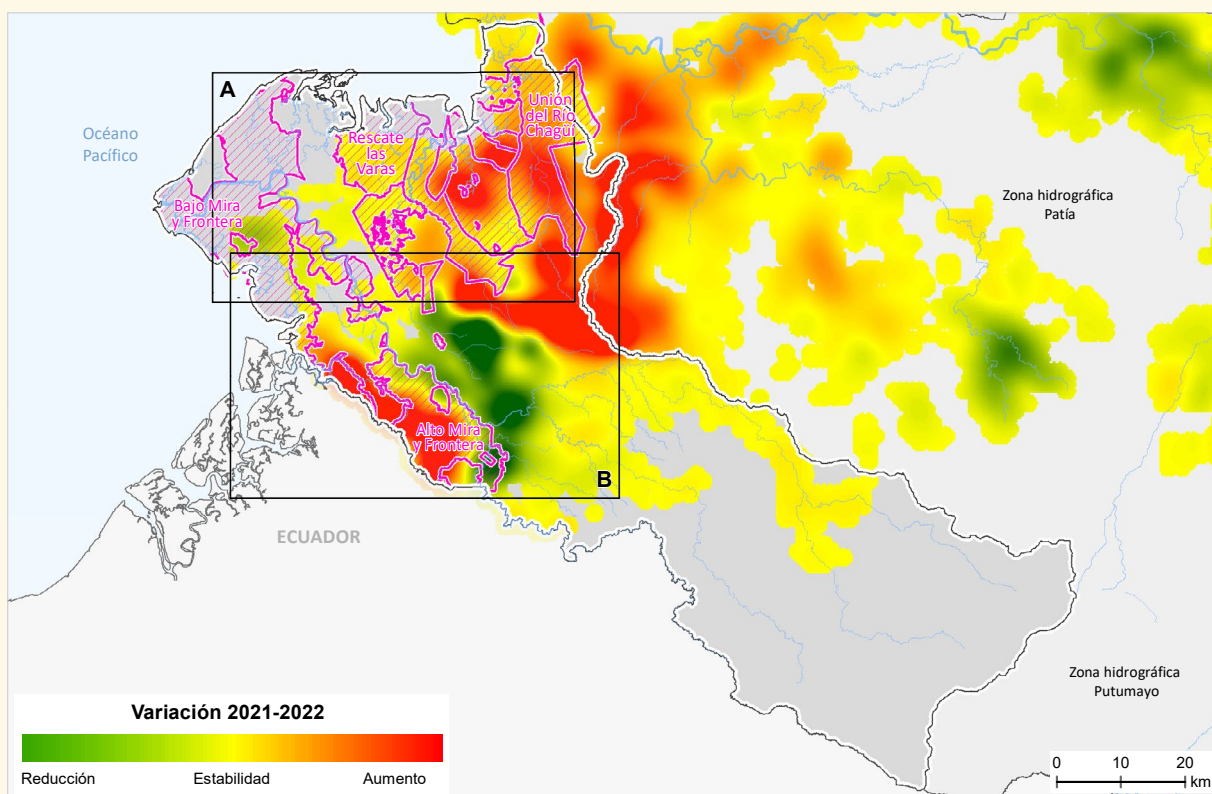 A
Océano
Pacífico
Unión
del Río
Chagüí
Rescate
las
Varas
Bajo Mira
y Frontera
Zona hidrográfica
Patía
Alto Mira
y Frontera
B
ECUADOR
Zona hidrográfica
Putumayo
Variación 2021-2022
Reducción Estabilidad Aumento
0 10 20
km